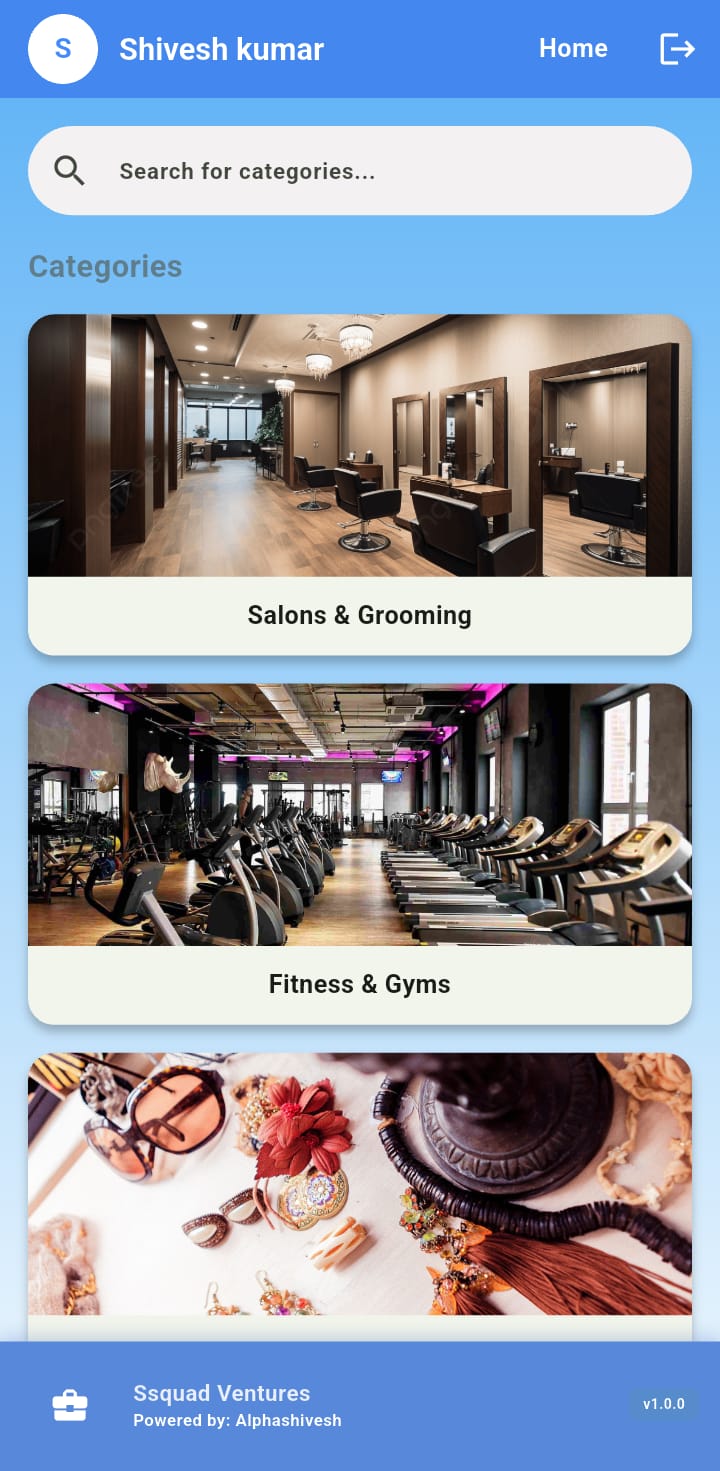 S
Shivesh kumar
Home
Search for categories...
Categories
Salons & Grooming
Fitness & Gyms
Ssquad Ventures
Powered by: Alphashivesh
v1.0.0